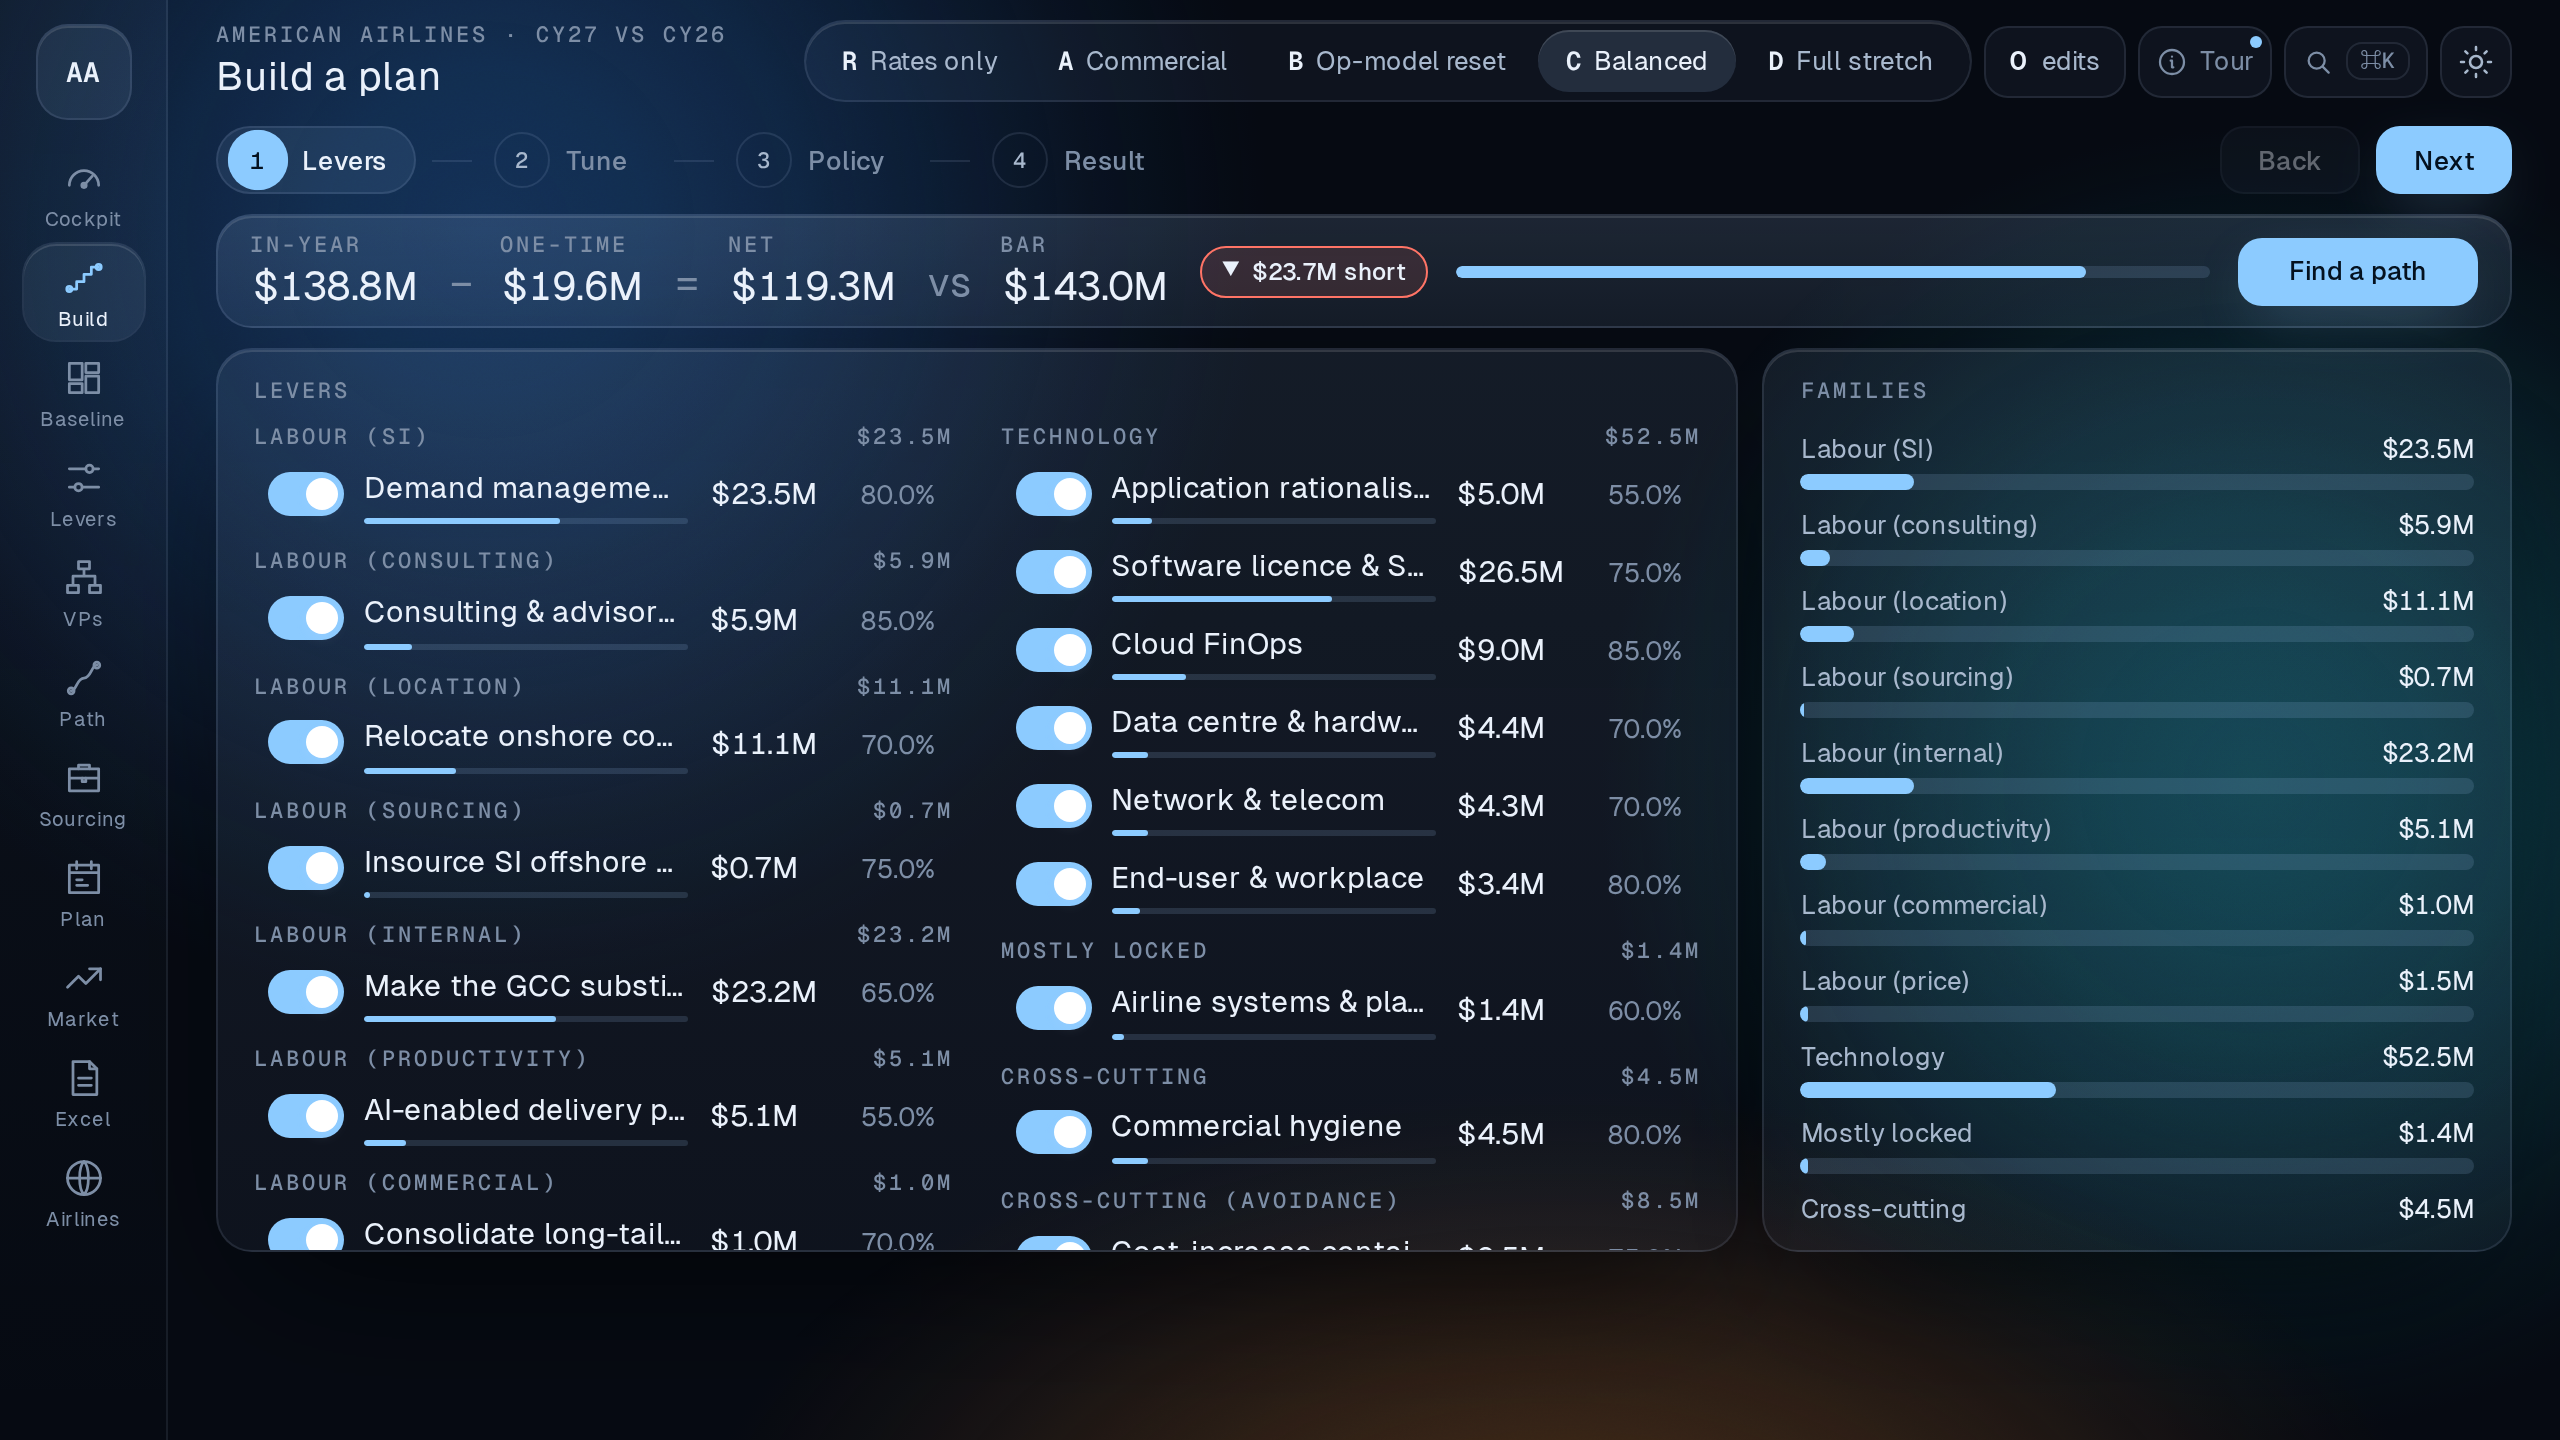 AA
Cockpit
Build
Baseline
Levers
VPs
Path
Sourcing
Plan
Market
Excel
Airlines
AMERICAN AIRLINES · CY27 VS CY26
Build a plan
R Rates only
A Commercial
B Op-model reset
C Balanced
D Full stretch
0 edits
Tour
⌘K
1 Levers
2 Tune
3 Policy
4 Result
Back
Next
IN-YEAR ONE-TIME NET BAR
$138.8M – $19.6M = $119.3M vs $143.0M
▼ $23.7M short
Find a path
LEVERS
LABOUR (SI) $23.5M
Demand manageme... $23.5M 80.0%
LABOUR (CONSULTING) $5.9M
Consulting & advisor... $5.9M 85.0%
LABOUR (LOCATION) $11.1M
Relocate onshore co... $11.1M 70.0%
LABOUR (SOURCING) $0.7M
Insource SI offshore ... $0.7M 75.0%
LABOUR (INTERNAL) $23.2M
Make the GCC substi... $23.2M 65.0%
LABOUR (PRODUCTIVITY) $5.1M
AI-enabled delivery p... $5.1M 55.0%
LABOUR (COMMERCIAL) $1.0M
Consolidate long-tail... $1.0M 70.0%
TECHNOLOGY $52.5M
Application rationalis... $5.0M 55.0%
Software licence & S... $26.5M 75.0%
Cloud FinOps $9.0M 85.0%
Data centre & hardw... $4.4M 70.0%
Network & telecom $4.3M 70.0%
End-user & workplace $3.4M 80.0%
MOSTLY LOCKED $1.4M
Airline systems & pla... $1.4M 60.0%
CROSS-CUTTING $4.5M
Commercial hygiene $4.5M 80.0%
CROSS-CUTTING (AVOIDANCE) $8.5M
Cost-increase contai...
FAMILIES
Labour (SI) $23.5M
Labour (consulting) $5.9M
Labour (location) $11.1M
Labour (sourcing) $0.7M
Labour (internal) $23.2M
Labour (productivity) $5.1M
Labour (commercial) $1.0M
Labour (price) $1.5M
Technology $52.5M
Mostly locked $1.4M
Cross-cutting $4.5M